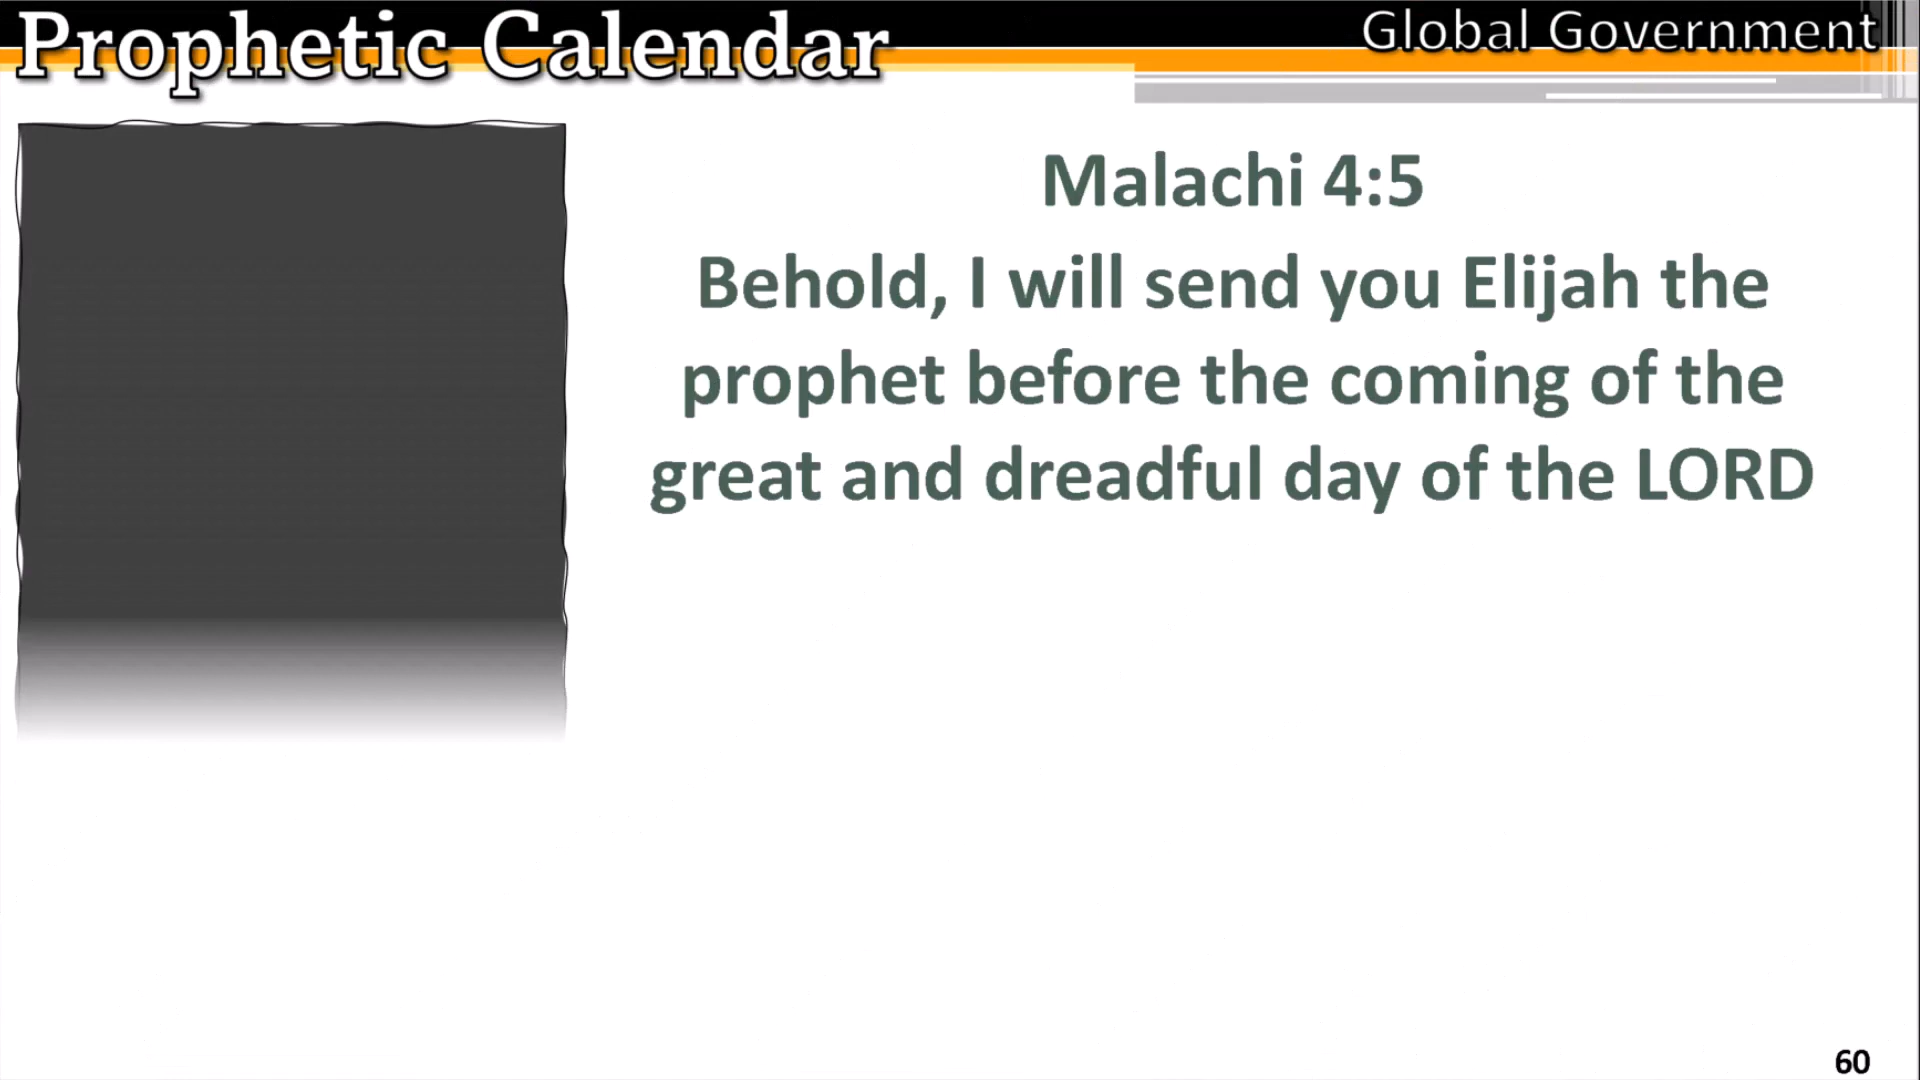 Prophetic Calendar
Global Government
Malachi 4:5
Behold, I will send you Elijah the
prophet before the coming of the
great and dreadful day of the LORD
60